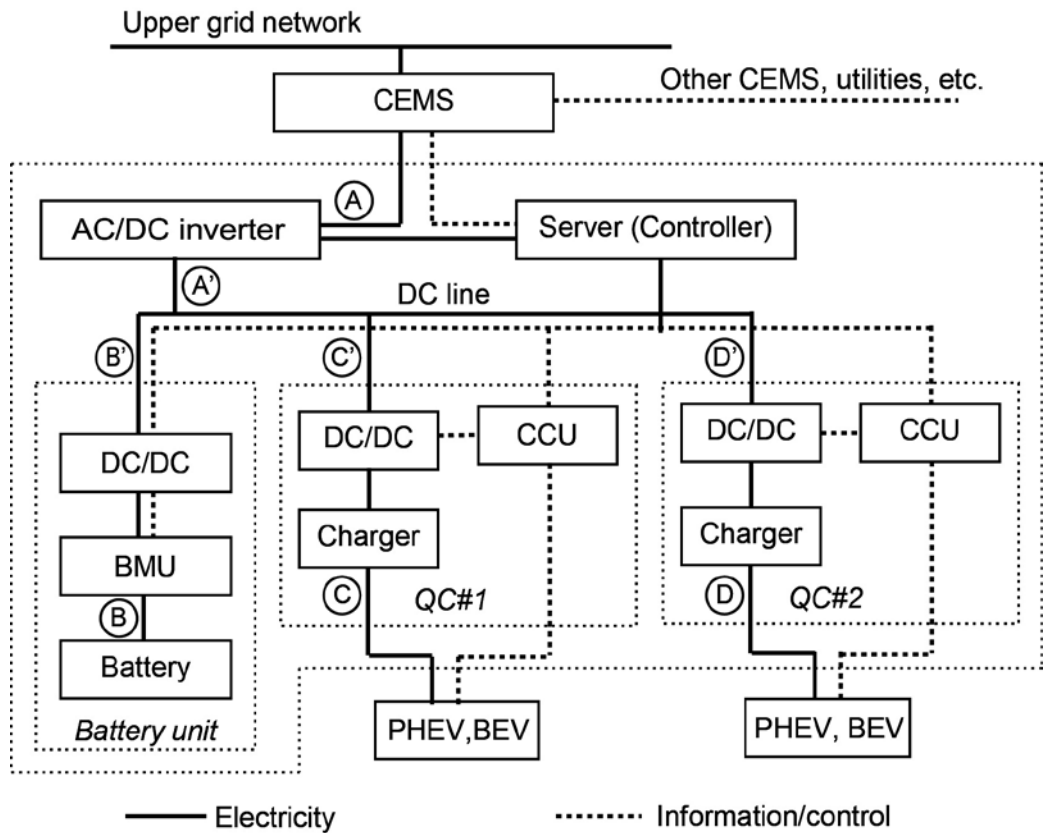 Upper grid network
CEMS
Other CEMS, utilities, etc.
A
AC/DC inverter
Server (Controller)
A'
DC line
B'
C'
D'
DC/DC
DC/DC
CCU
DC/DC
CCU
BMU
Charger
Charger
B
C
QC#1
D
QC#2
Battery
Battery unit
PHEV,BEV
PHEV, BEV
Electricity
Information/control